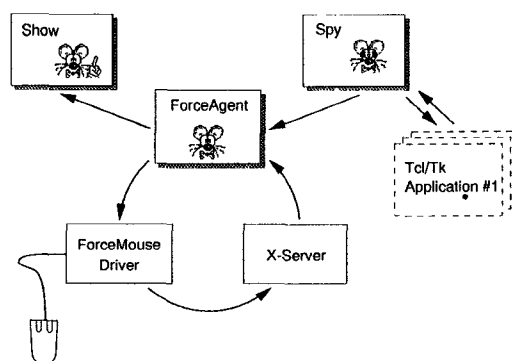 Show
Spy
ForceAgent
Tcl/Tk
Application #1
ForceMouse
Driver
X-Server